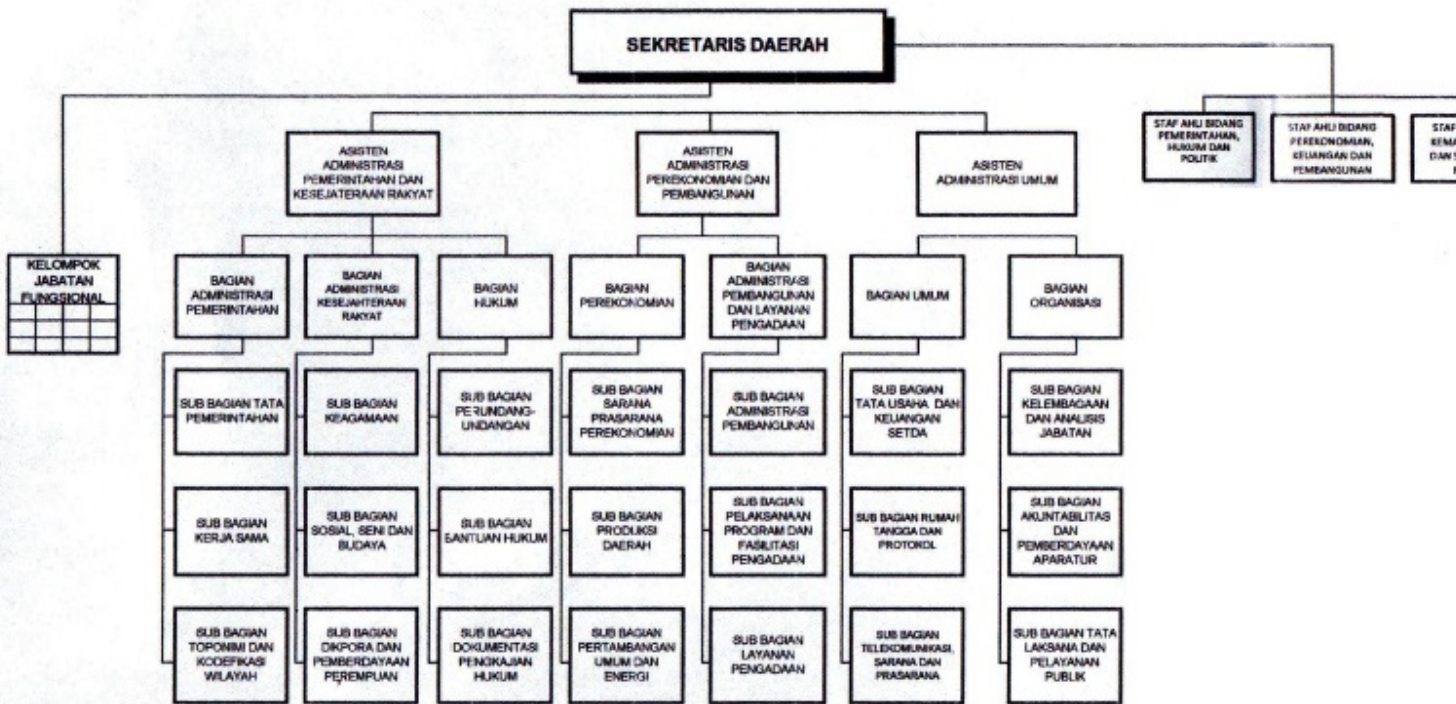 SEKRETARIS DAERAH
STAF AHLI BIDANG
PEMERINTAHAN,
HUKUM DAN
POLITIK
STAF AHLI BIDANG
PEREKONOMIAN,
KEUANGAN DAN
PEMBANGUNAN
STAF
DAN
ASISTEN
ADMINISTRASI
PEMERINTAHAN DAN
KESEJATERAAN RAKYAT
ASISTEN
ADMINISTRASI
PEREKONOMIAN DAN
PEMBANGUNAN
ASISTEN
ADMINISTRASI UMUM
KELOMPOK
JABATAN
FUNGSIONAL
BAGIAN
ADMINISTRASI
PEMERINTAHAN
BAGIAN
ADMINISTRASI
KESEJAHTERAAN
RAKYAT
BAGIAN
HUKUM
BAGIAN
PEREKONOMIAN
BAGIAN
ADMINISTRASI
PEMBANGUNAN
DAN LAYANAN
PENGADAAN
BAGIAN UMUM
BAGIAN
ORGANISASI
SUB BAGIAN TATA
PEMERINTAHAN
SUB BAGIAN
KEAGAMAAN
SUB BAGIAN
PERUNDANG-
UNDANGAN
SUB BAGIAN
SARANA
PRASARANA
PEREKONOMIAN
SUB BAGIAN
ADMINISTRASI
PEMBANGUNAN
SUB BAGIAN
TATA USAHA DAN
KEUANGAN
SETDA
SUB BAGIAN
KELEMBAGAAN
DAN ANALISIS
JABATAN
SUB BAGIAN
KERJA SAMA
SUB BAGIAN
SOSIAL, SENI DAN
BUDAYA
SUB BAGIAN
BANTUAN HUKUM
SUB BAGIAN
PRODUKSI
DAERAH
SUB BAGIAN
PELAKSANAAN
PROGRAM DAN
FASILITASI
PENGADAAN
SUB BAGIAN RUMAH
TANGGA DAN
PROTOKOL
SUB BAGIAN
AKUNTABILITAS
DAN
PEMBERDAYAAN
APARATUR
SUB BAGIAN
TOPONIMI DAN
KODEFIKASI
WILAYAH
SUB BAGIAN
DIKPORA DAN
PEMBERDAYAAN
PEREMPUAN
SUB BAGIAN
DOKUMENTASI
PENGKAJIAN
HUKUM
SUB BAGIAN
PERTAMBANGAN
UMUM DAN
ENERGI
SUB BAGIAN
LAYANAN
PENGADAAN
SUB BAGIAN
TELEKOMUNIKASI,
SARANA DAN
PRASARANA
SUB BAGIAN TATA
LAKSANA DAN
PELAYANAN
PUBLIK